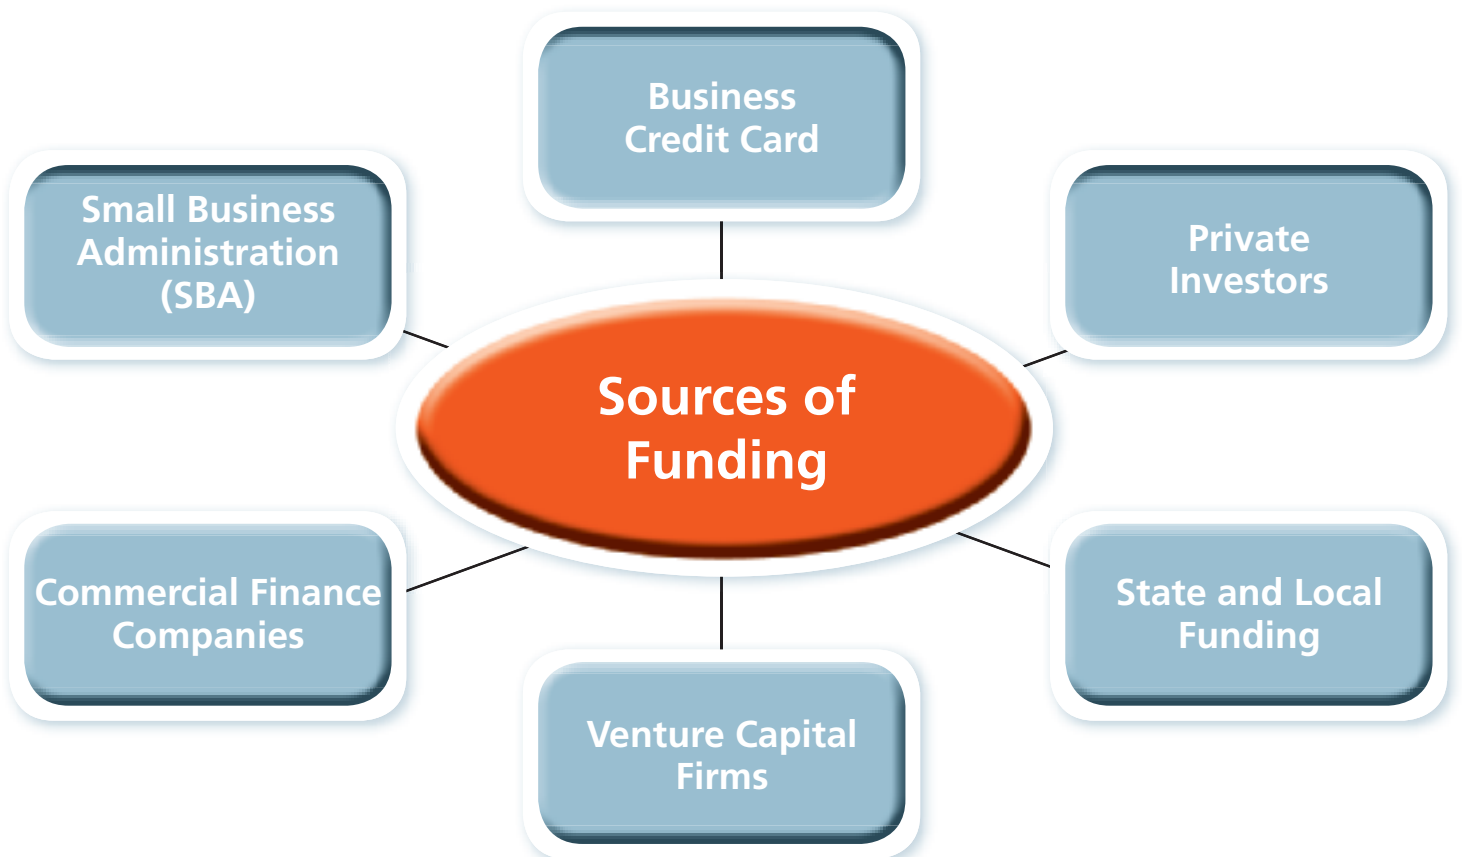 Business
Credit Card
Small Business
Administration
(SBA)
Private
Investors
Sources of
Funding
Commercial Finance
Companies
State and Local
Funding
Venture Capital
Firms